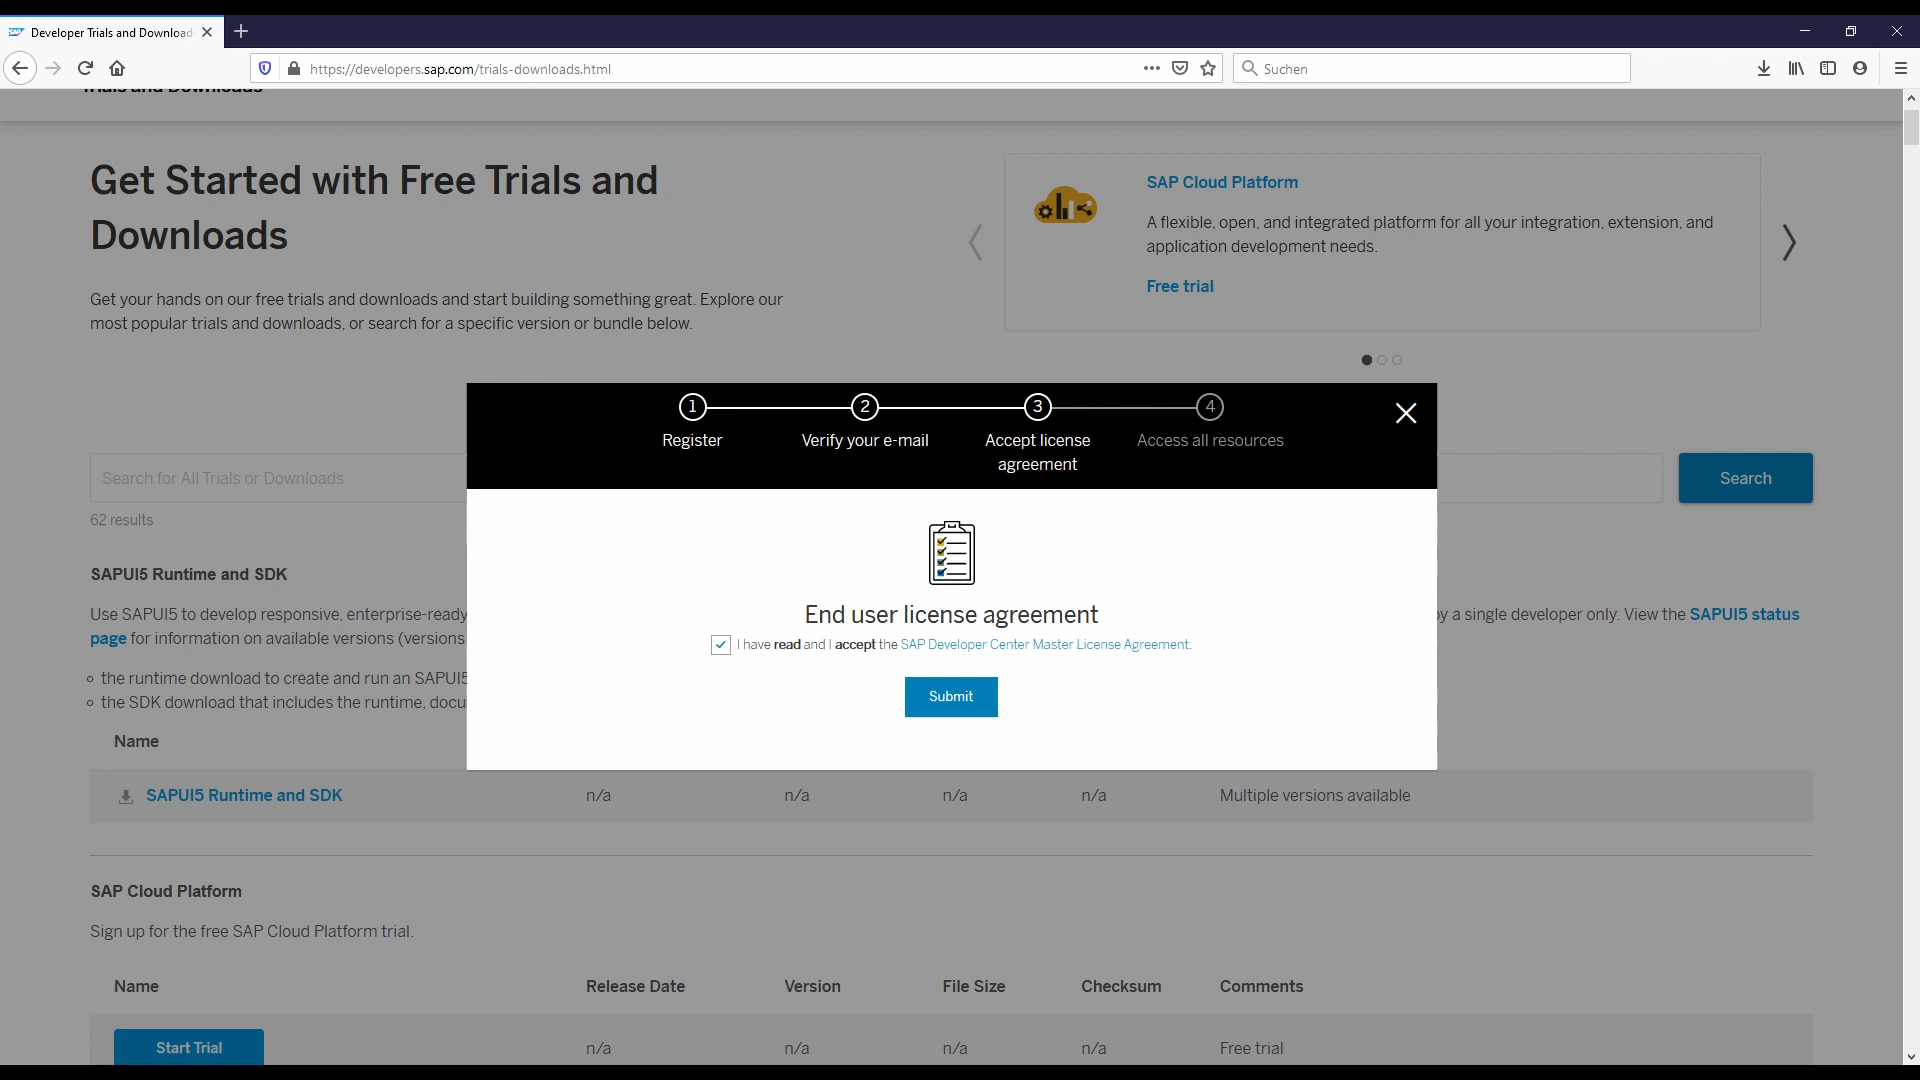 SAP Developer Trials and Download
https://developers.sap.com/trials-downloads.html
Suchen
Trials and Downloads
Get Started with Free Trials and
Downloads
Get your hands on our free trials and downloads and start building something great. Explore our
most popular trials and downloads, or search for a specific version or bundle below.
SAP Cloud Platform
A flexible, open, and integrated platform for all your integration, extension, and
application development needs.
Free trial
1 2 3 4
Register Verify your e-mail Accept license Access all resources
agreement
Search for All Trials or Downloads
Search
62 results
End user license agreement
I have read and I accept the SAP Developer Center Master License Agreement.
Submit
SAPUI5 Runtime and SDK
Use SAPUI5 to develop responsive, enterprise-ready by a single developer only. View the SAPUI5 status
page for information on available versions (versions
the runtime download to create and run an SAPUI5
the SDK download that includes the runtime, docu
Name
SAPUI5 Runtime and SDK n/a n/a n/a n/a Multiple versions available
SAP Cloud Platform
Sign up for the free SAP Cloud Platform trial.
Name Release Date Version File Size Checksum Comments
Start Trial n/a n/a n/a n/a Free trial